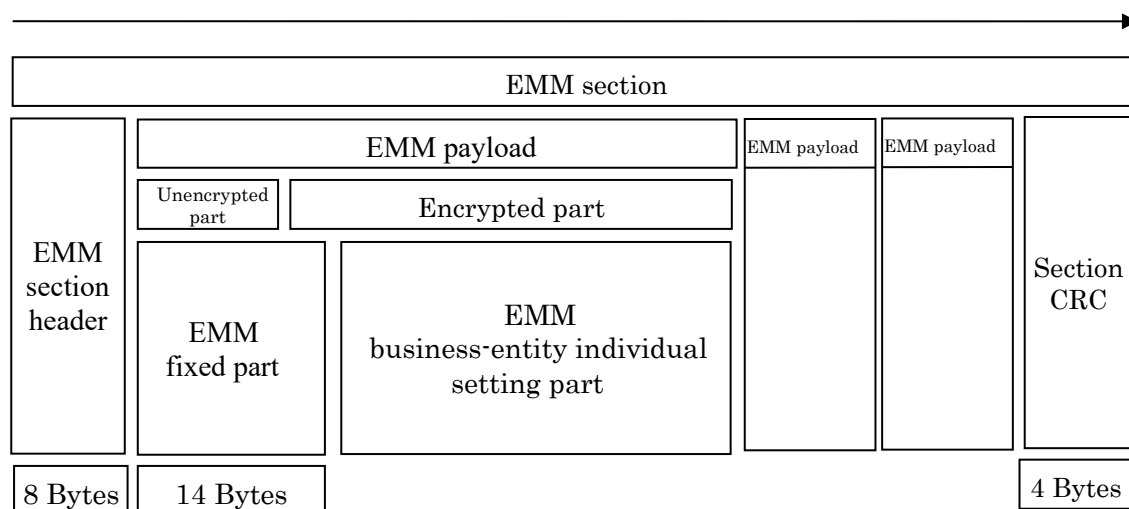 EMM section
EMM payload
EMM payload
EMM payload
Unencrypted
part
Encrypted part
EMM
section
header
EMM
fixed part
EMM
business-entity individual
setting part
Section
CRC
8 Bytes
14 Bytes
4 Bytes